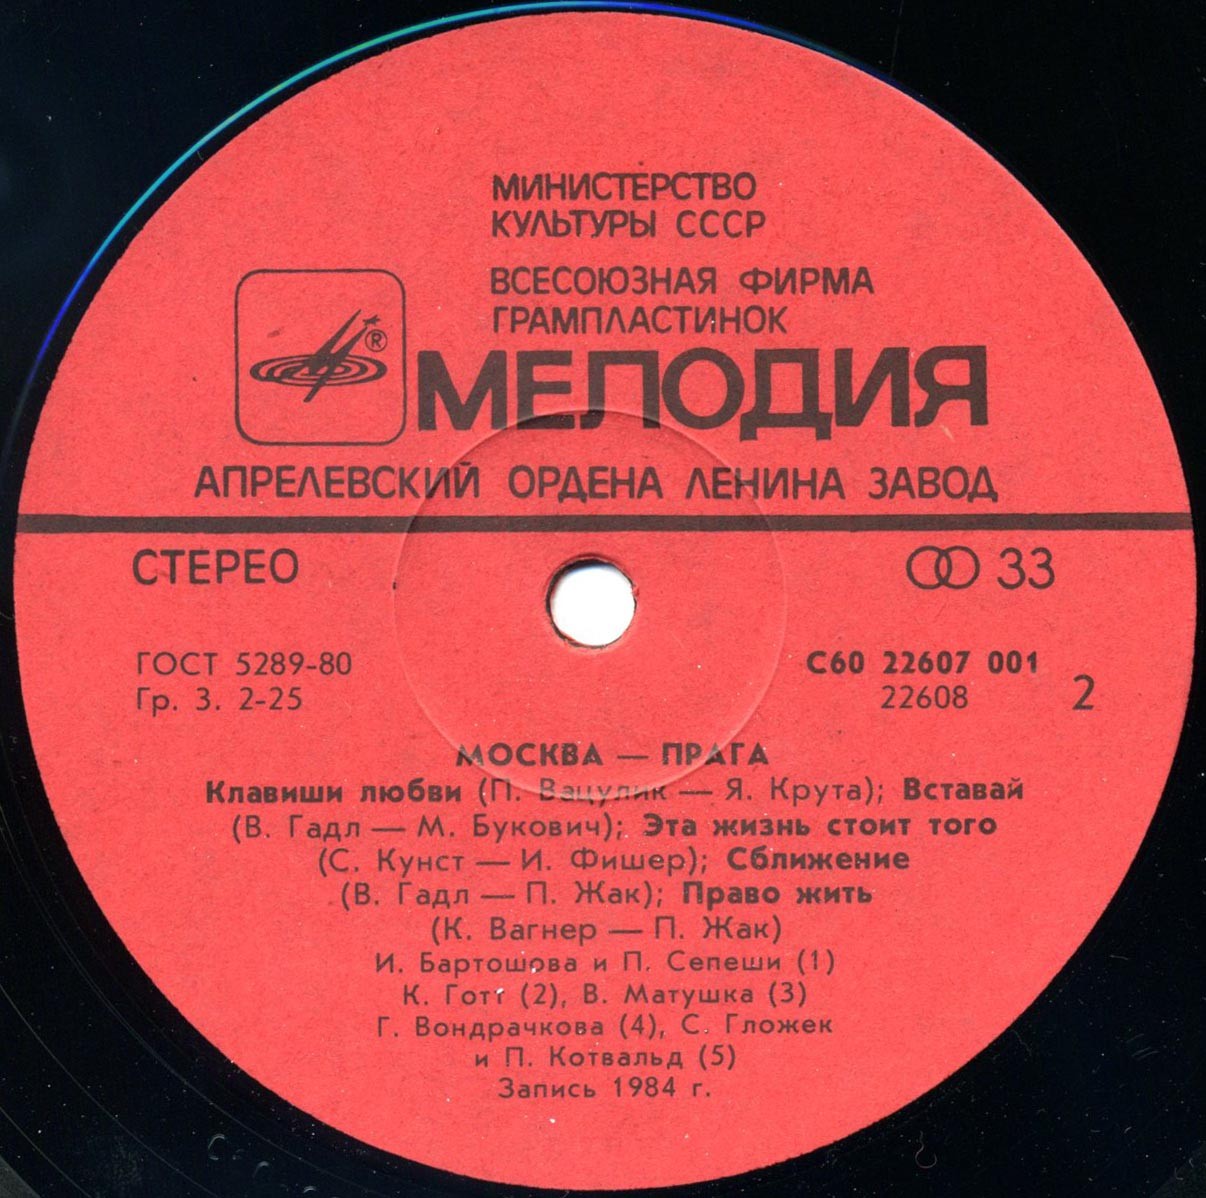 МИНИСТЕРСТВО
КУЛЬТУРЫ СССР
ВСЕСОЮЗНАЯ ФИРМА
ГРАМПЛАСТИНОК
®
МЕЛОДИЯ
АПРЕЛЕВСКИЙ ОРДЕНА ЛЕНИНА ЗАВОД
СТЕРЕО 33
ГОСТ 5289-80 С60 22607 001
Гр. 3. 2-25 22608 2
МОСКВА — ПРАГА
Клавиши любви (П. Вацулик — Я. Крута); Вставай
(В. Гадл — М. Букович); Эта жизнь стоит того
(С. Кунст — И. Фишер); Сближение
(В. Гадл — П. Жак); Право жить
(К. Вагнер — П. Жак)
И. Бартошова и П. Сепеши (1)
К. Готт (2), В. Матушка (3)
Г. Вондрачкова (4), С. Гложек
и П. Котвальд (5)
Запись 1984 г.